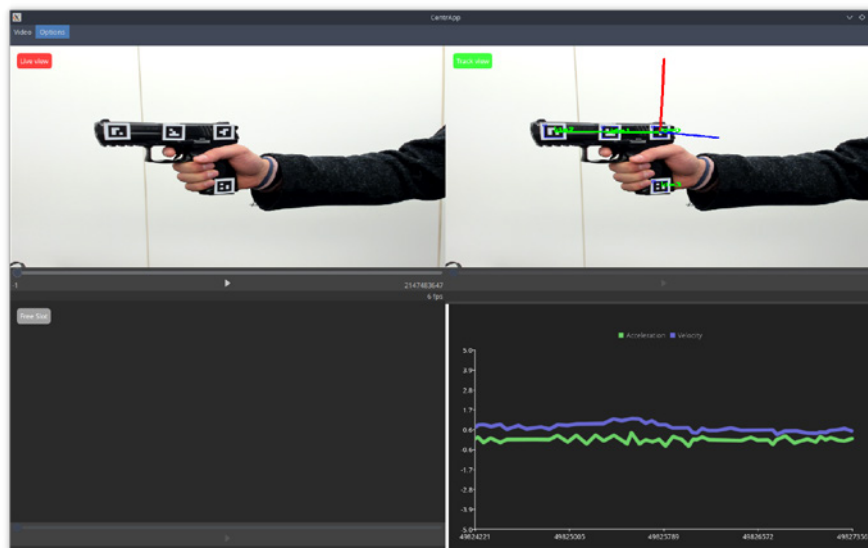 CentrApp
Video Options
Live view
Track view
1
2147483647
6 fps
Free Slot
Acceleration Velocity
5.0
3.9
2.8
1.7
0.6
-0.6
-1.7
-2.8
-3.9
-5.0
49824221 49825005 49825789 49826572